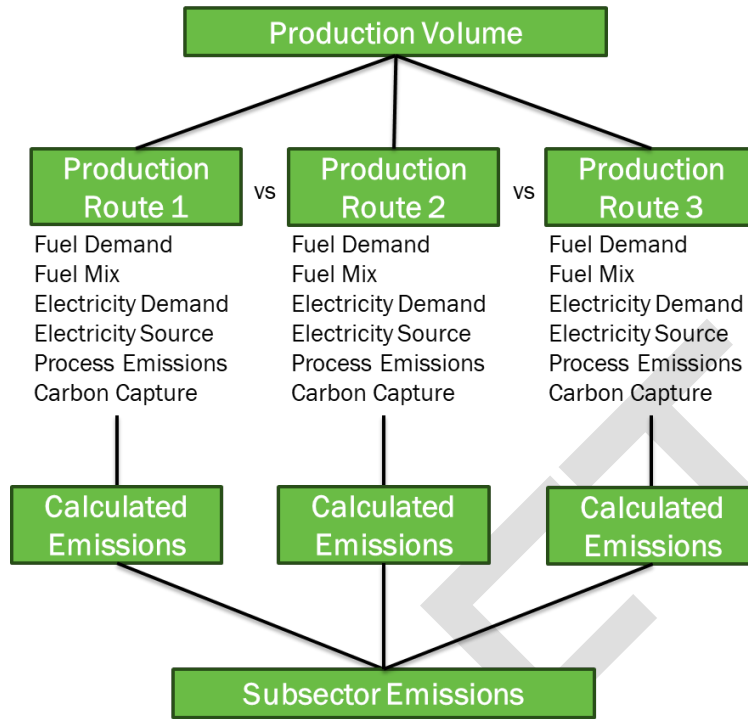 Production Volume
Production
Route 1
vs
Production
Route 2
vs
Production
Route 3
Fuel Demand
Fuel Mix
Electricity Demand
Electricity Source
Process Emissions
Carbon Capture
Fuel Demand
Fuel Mix
Electricity Demand
Electricity Source
Process Emissions
Carbon Capture
Fuel Demand
Fuel Mix
Electricity Demand
Electricity Source
Process Emissions
Carbon Capture
Calculated
Emissions
Calculated
Emissions
Calculated
Emissions
Subsector Emissions